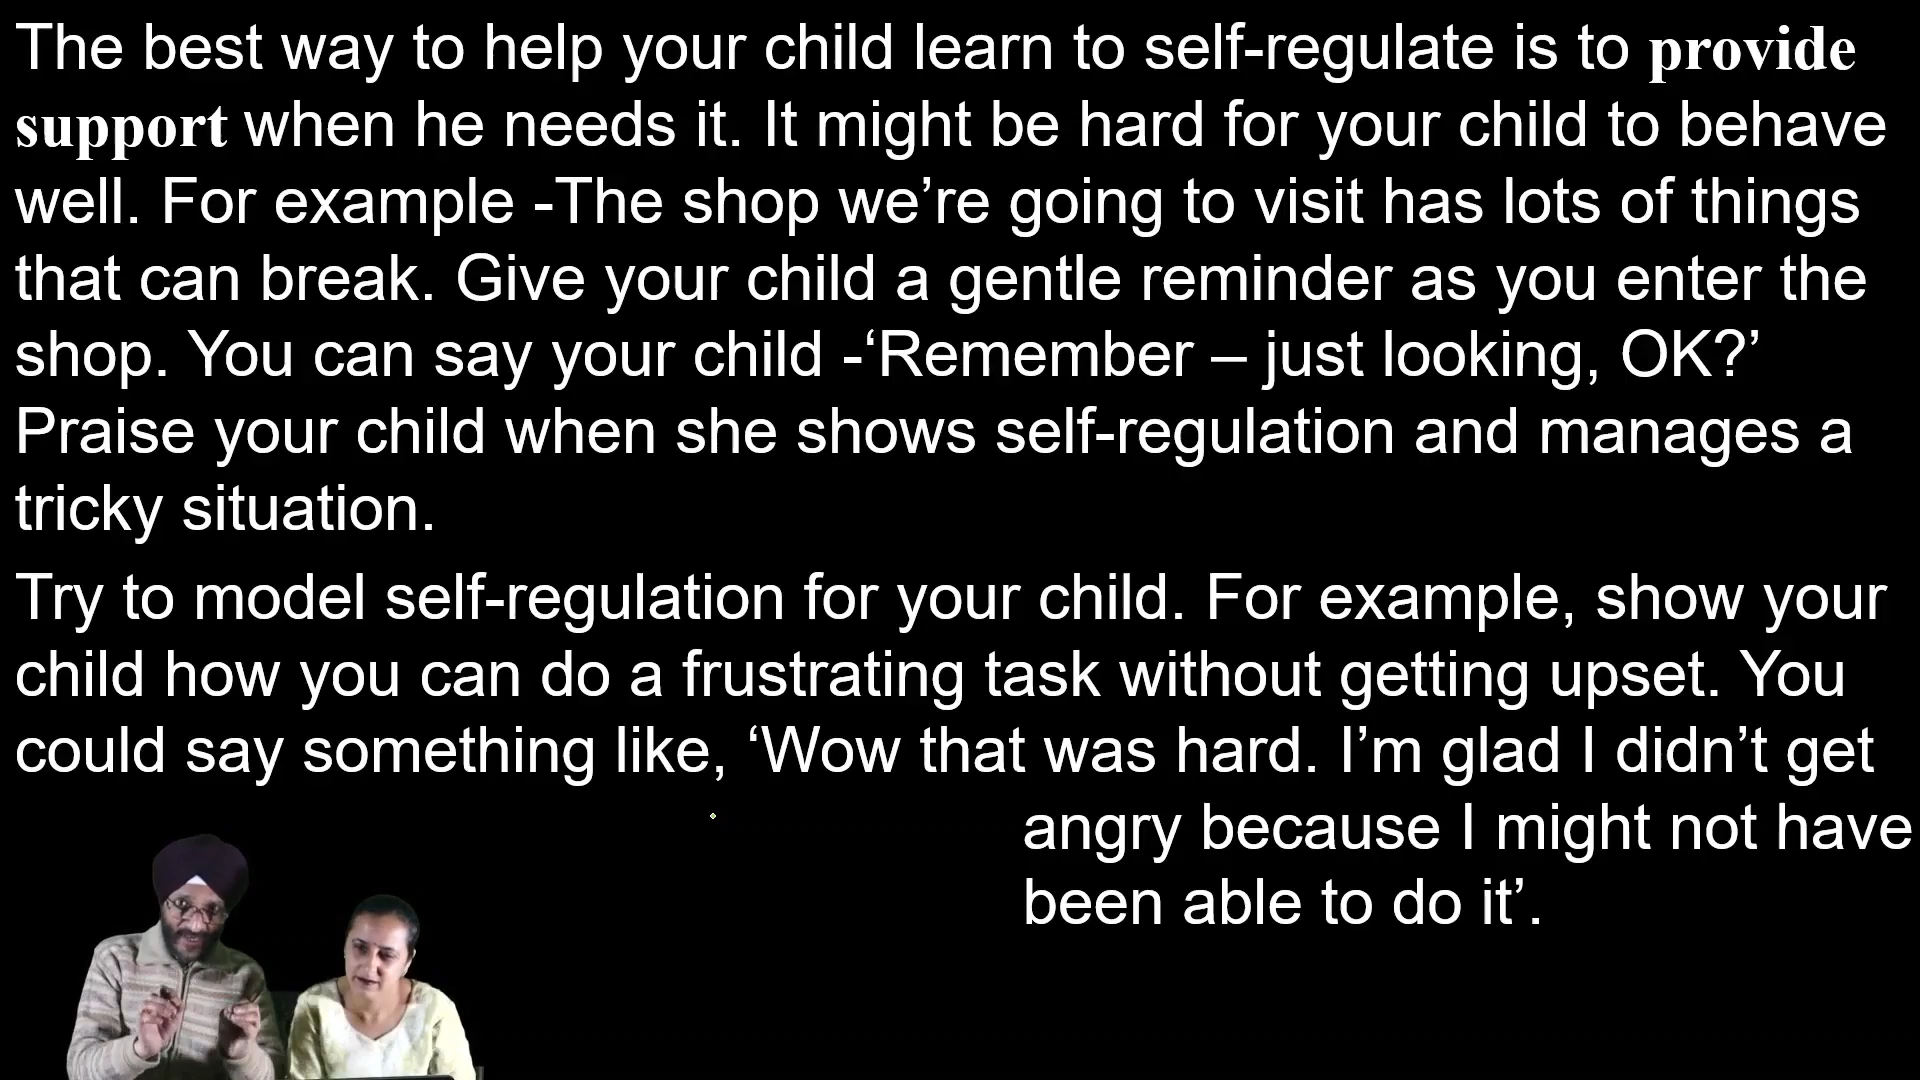 The best way to help your child learn to self-regulate is to provide
support when he needs it. It might be hard for your child to behave
well. For example -The shop we’re going to visit has lots of things
that can break. Give your child a gentle reminder as you enter the
shop. You can say your child -‘Remember – just looking, OK?’
Praise your child when she shows self-regulation and manages a
tricky situation.
Try to model self-regulation for your child. For example, show your
child how you can do a frustrating task without getting upset. You
could say something like, ‘Wow that was hard. I’m glad I didn’t get
angry because I might not have
been able to do it’.